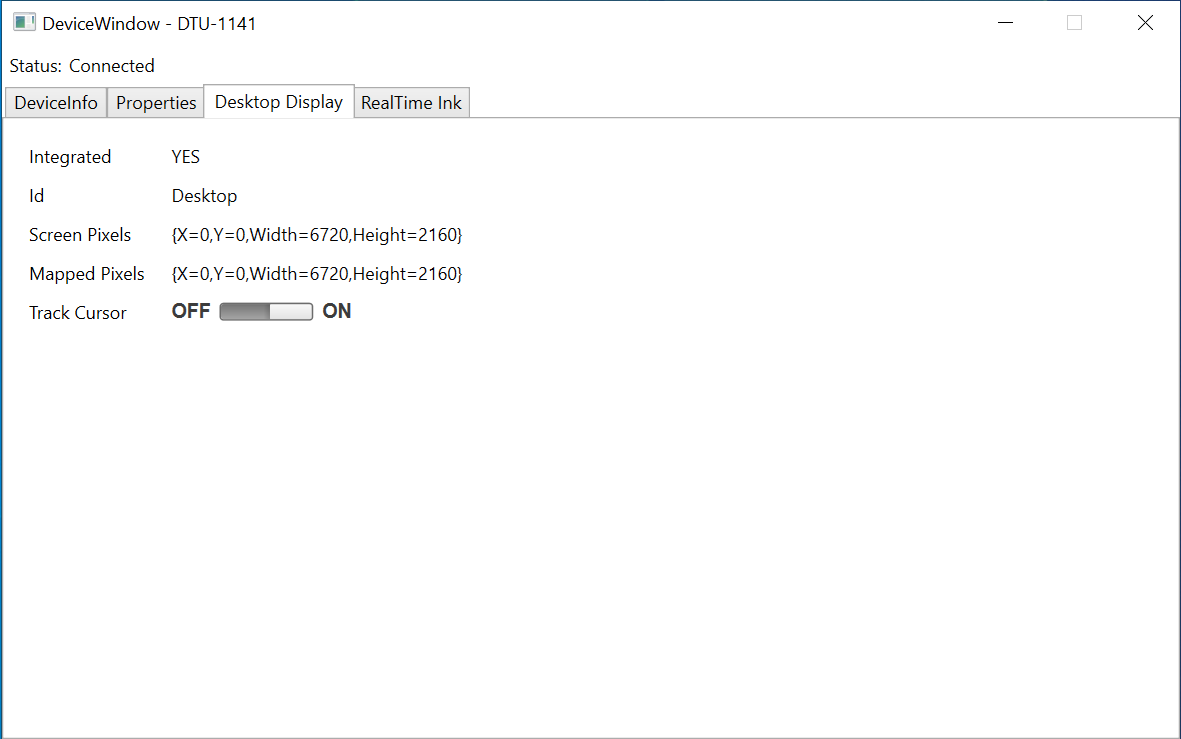 DeviceWindow - DTU-1141
Status: Connected
DeviceInfo Properties Desktop Display RealTime Ink
Integrated YES
Id Desktop
Screen Pixels {X=0,Y=0,Width=6720,Height=2160}
Mapped Pixels {X=0,Y=0,Width=6720,Height=2160}
Track Cursor OFF ON